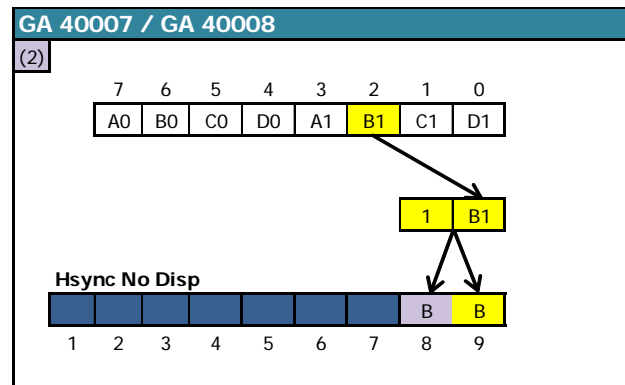 GA 40007 / GA 40008
(2)
7 6 5 4 3 2 1 0
A0 B0 C0 D0 A1 B1 C1 D1
1 B1
Hsync No Disp
B B
1 2 3 4 5 6 7 8 9